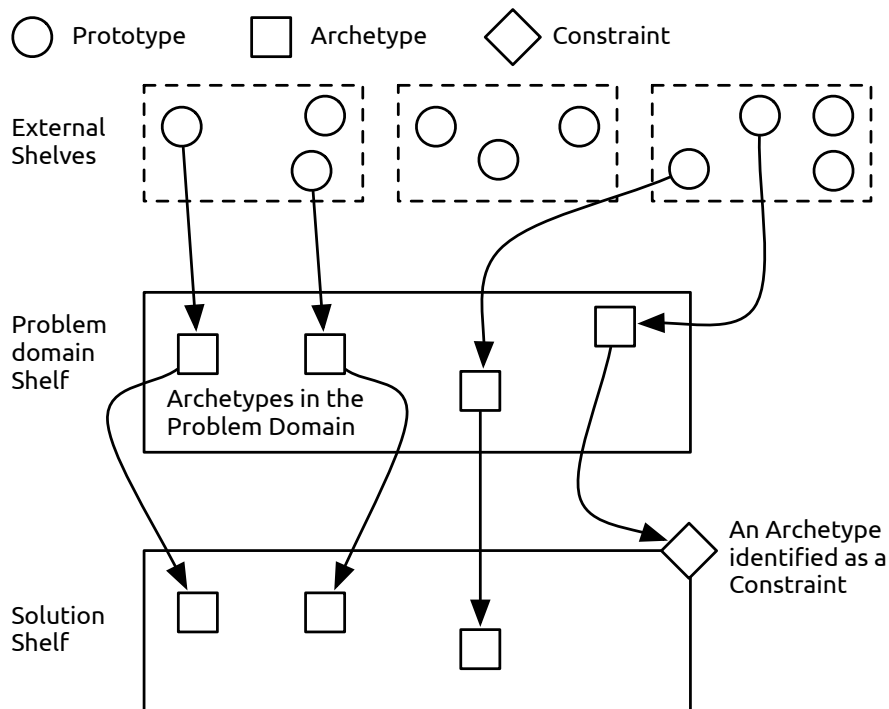 Prototype
Archetype
Constraint
External
Shelves
Problem
domain
Shelf
Archetypes in the
Problem Domain
An Archetype
identified as a
Constraint
Solution
Shelf